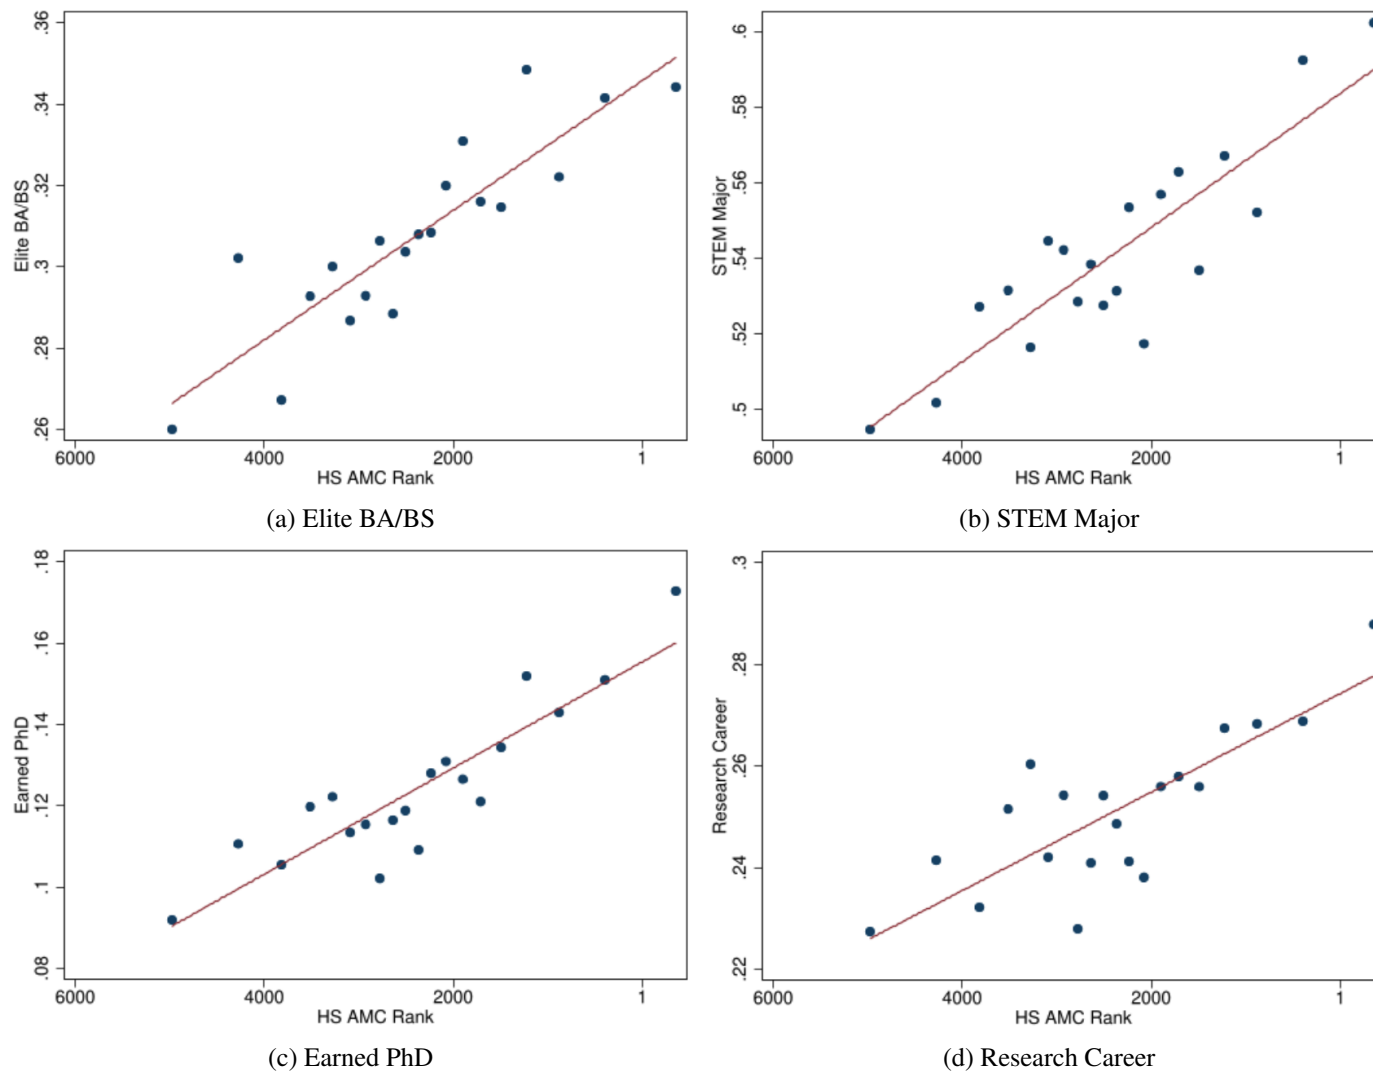 .36
.34
.32
.3
.28
.26
Elite BA/BS
6000 4000 2000 1
HS AMC Rank
(a) Elite BA/BS
.6
.58
.56
.54
.52
.5
STEM Major
6000 4000 2000 1
HS AMC Rank
(b) STEM Major
.18
.16
.14
.12
.1
.08
Earned PhD
6000 4000 2000 1
HS AMC Rank
(c) Earned PhD
.3
.28
.26
.24
.22
Research Career
6000 4000 2000 1
HS AMC Rank
(d) Research Career